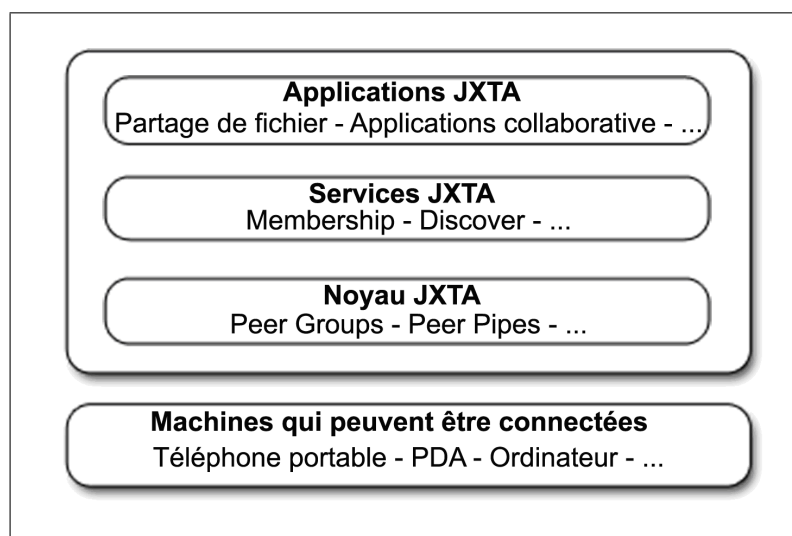 Applications JXTA
Partage de fichier - Applications collaborative - ...
Services JXTA
Membership - Discover - ...
Noyau JXTA
Peer Groups - Peer Pipes - ...
Machines qui peuvent être connectées
Téléphone portable - PDA - Ordinateur - ...